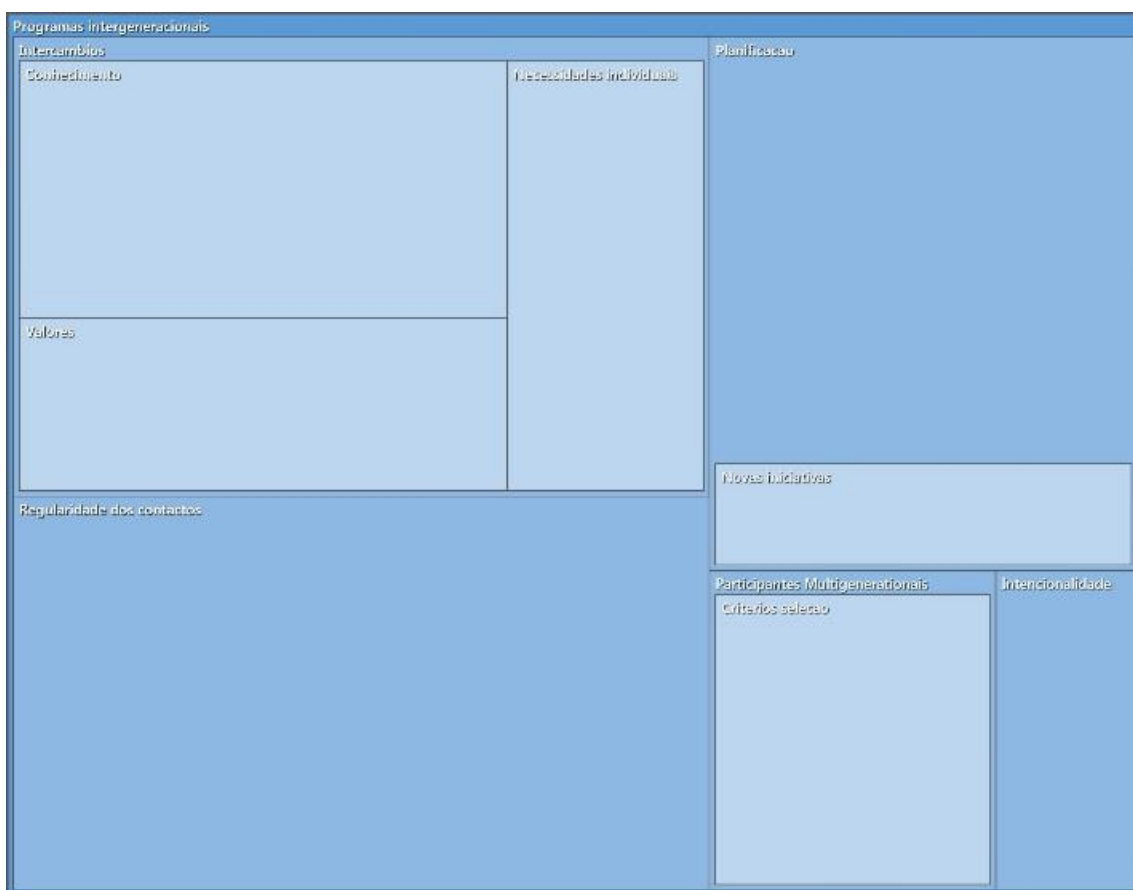 Programas intergeneracionais
Intercambios
Planificacao
Conhecimento
Necessidades individuais
Valores
Novas iniciativas
Regularidade dos contactos
Participantes Multigenerationais
Intencionalidade
Criterios selecao